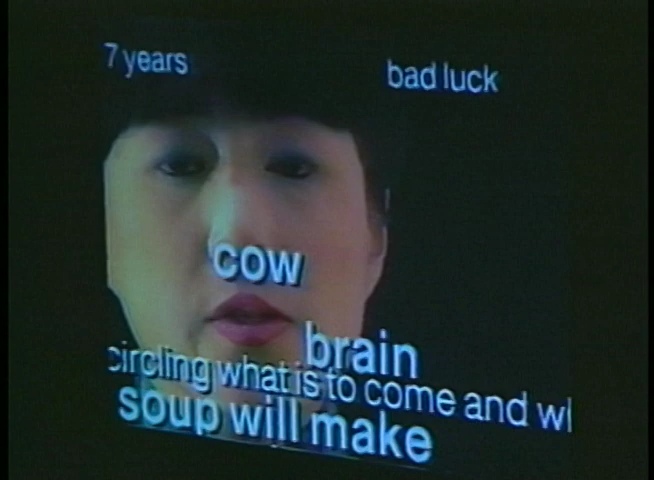 7 years bad luck
cow
brain
circling what is to come and
soup will make